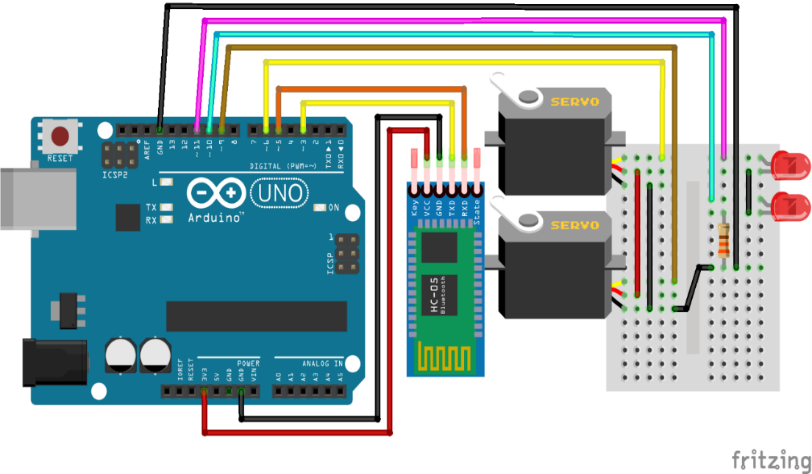 RESET
ICSP2
AREF
GND
13
12
~11
~10
~9
8
7
~6
~5
4
~3
2
TXD▶1
RXD◀0
DIGITAL (PWM=~)
L
TX
RX
UNO
ON
Arduino™
1
ICSP
IOREF
RESET
3V3
5V
GND
GND
VIN
POWER
ANALOG IN
A0
A1
A2
A3
A4
A5
Key
VCC
GND
TXD
RXD
State
HC-05
Bluetooth
SERVO
SERVO
fritzing